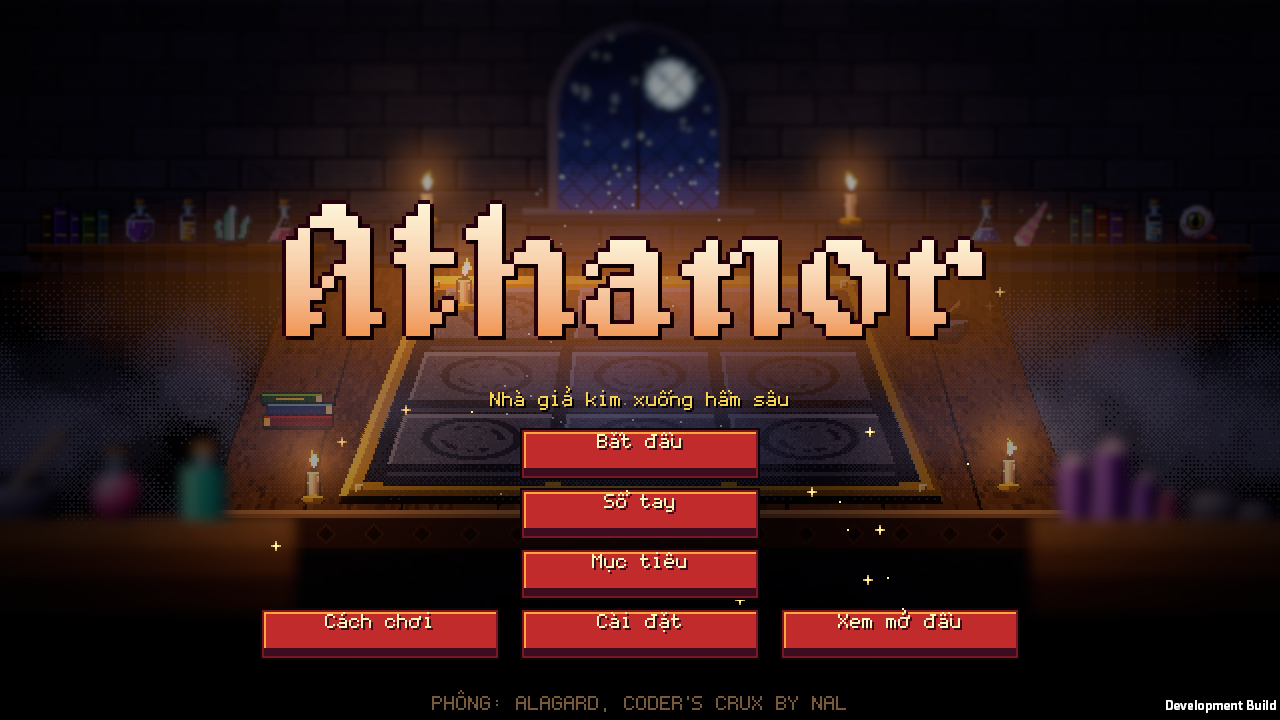 Athanor
Nhà giả kim xuống hầm sâu
Bắt đầu
Sổ tay
Mục tiêu
Cách chơi
Cài đặt
Xem mở đầu
PHÔNG: ALAGARD, CODER'S CRUX BY NAL
Development Build